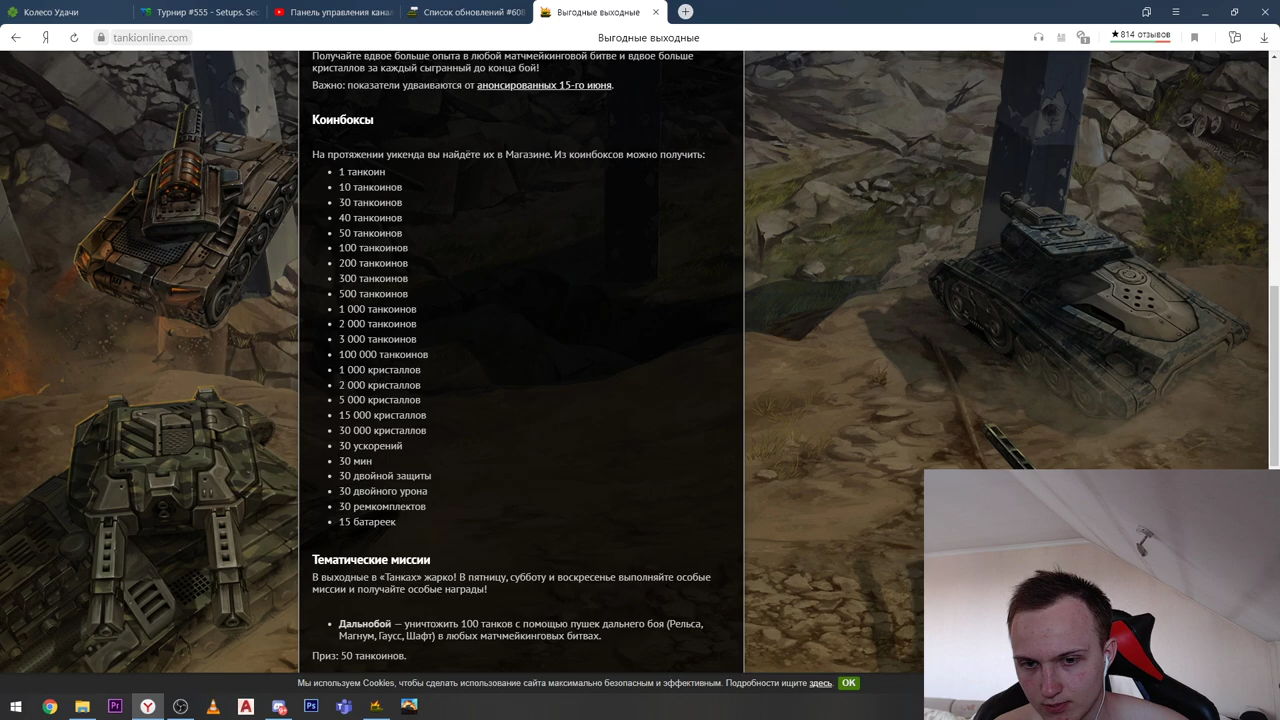 Колесо Удачи
Турнир #555 - Setups. Sec
Панель управления кана
Список обновлений #608
Выгодные выходные
tankionline.com
Выгодные выходные
814 отзывов
Получайте вдвое больше опыта в любой матчмейкинговой битве и вдвое больше
кристаллов за каждый сыгранный до конца бой!
Важно: показатели удваиваются от анонсированных 15-го июня.
Коинбоксы
На протяжении уикенда вы найдёте их в Магазине. Из коинбоксов можно получить:
1 танкоин
10 танкоинов
30 танкоинов
40 танкоинов
50 танкоинов
100 танкоинов
200 танкоинов
300 танкоинов
500 танкоинов
1 000 танкоинов
2 000 танкоинов
3 000 танкоинов
100 000 танкоинов
1 000 кристаллов
2 000 кристаллов
5 000 кристаллов
15 000 кристаллов
30 000 кристаллов
30 ускорений
30 мин
30 двойной защиты
30 двойного урона
30 ремкомплектов
15 батареек
Тематические миссии
В выходные в «Танках» жарко! В пятницу, субботу и воскресенье выполняйте особые
миссии и получайте особые награды!
Дальнобой — уничтожить 100 танков с помощью пушек дальнего боя (Рельса,
Магнум, Гаусс, Шафт) в любых матчмейкинговых битвах.
Приз: 50 танкоинов.
Мы используем Cookies, чтобы сделать использование сайта максимально безопасным и эффективным. Подробности ищите здесь. OK